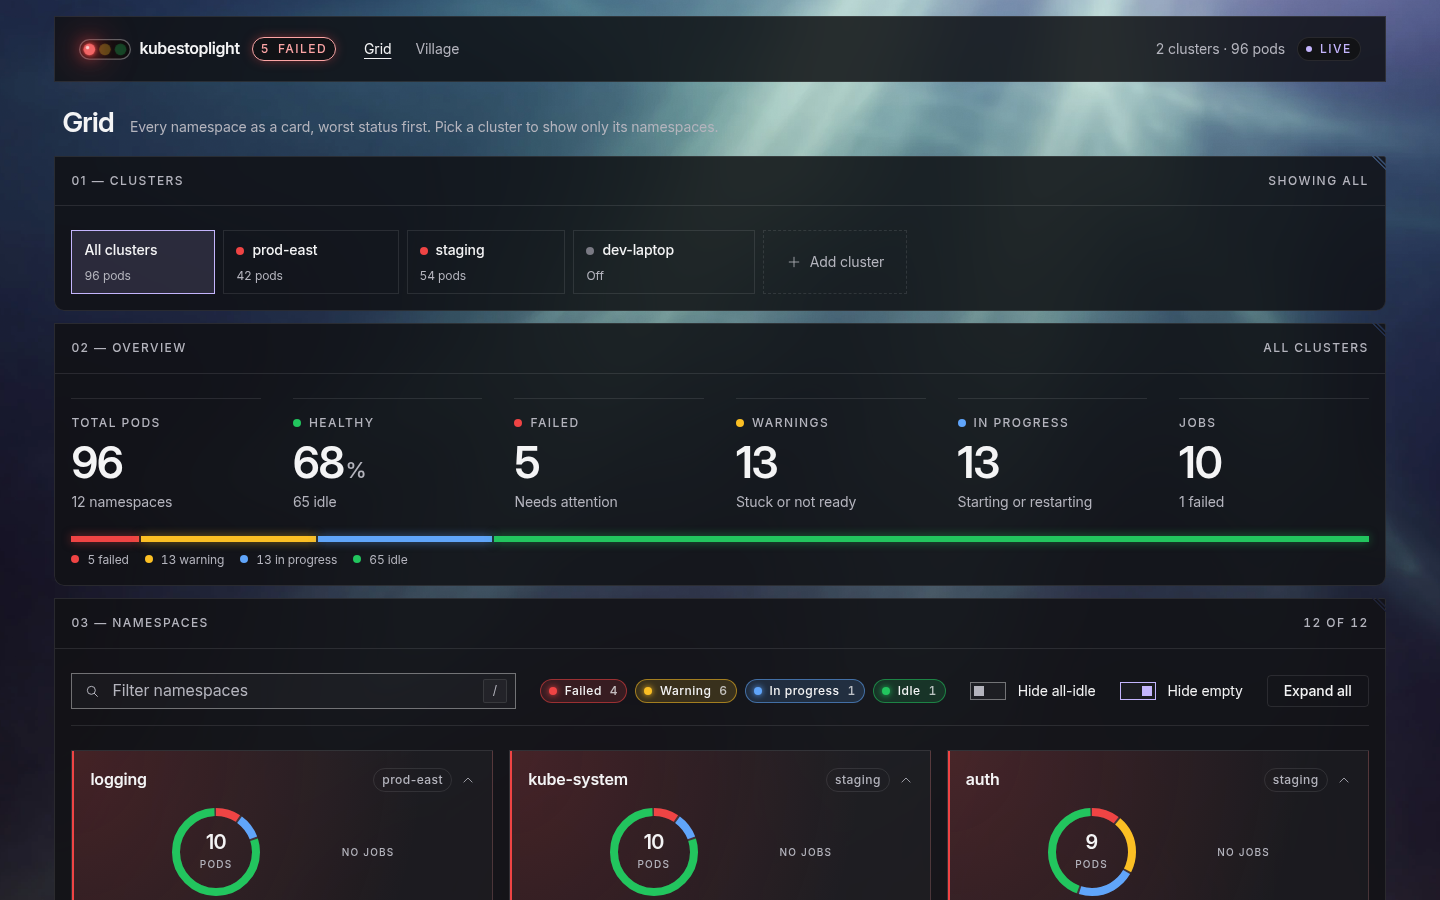 kubestoplight 5 FAILED Grid Village 2 clusters · 96 pods LIVE
Grid Every namespace as a card, worst status first. Pick a cluster to show only its namespaces.
01 — CLUSTERS SHOWING ALL
All clusters prod-east staging dev-laptop + Add cluster
96 pods 42 pods 54 pods Off
02 — OVERVIEW ALL CLUSTERS
TOTAL PODS HEALTHY FAILED WARNINGS IN PROGRESS JOBS
96 68% 5 13 13 10
12 namespaces 65 idle Needs attention Stuck or not ready Starting or restarting 1 failed
5 failed 13 warning 13 in progress 65 idle
03 — NAMESPACES 12 OF 12
Filter namespaces / Failed 4 Warning 6 In progress 1 Idle 1 Hide all-idle Hide empty Expand all
logging prod-east kube-system staging auth staging
10 10 9
PODS NO JOBS PODS NO JOBS PODS NO JOBS